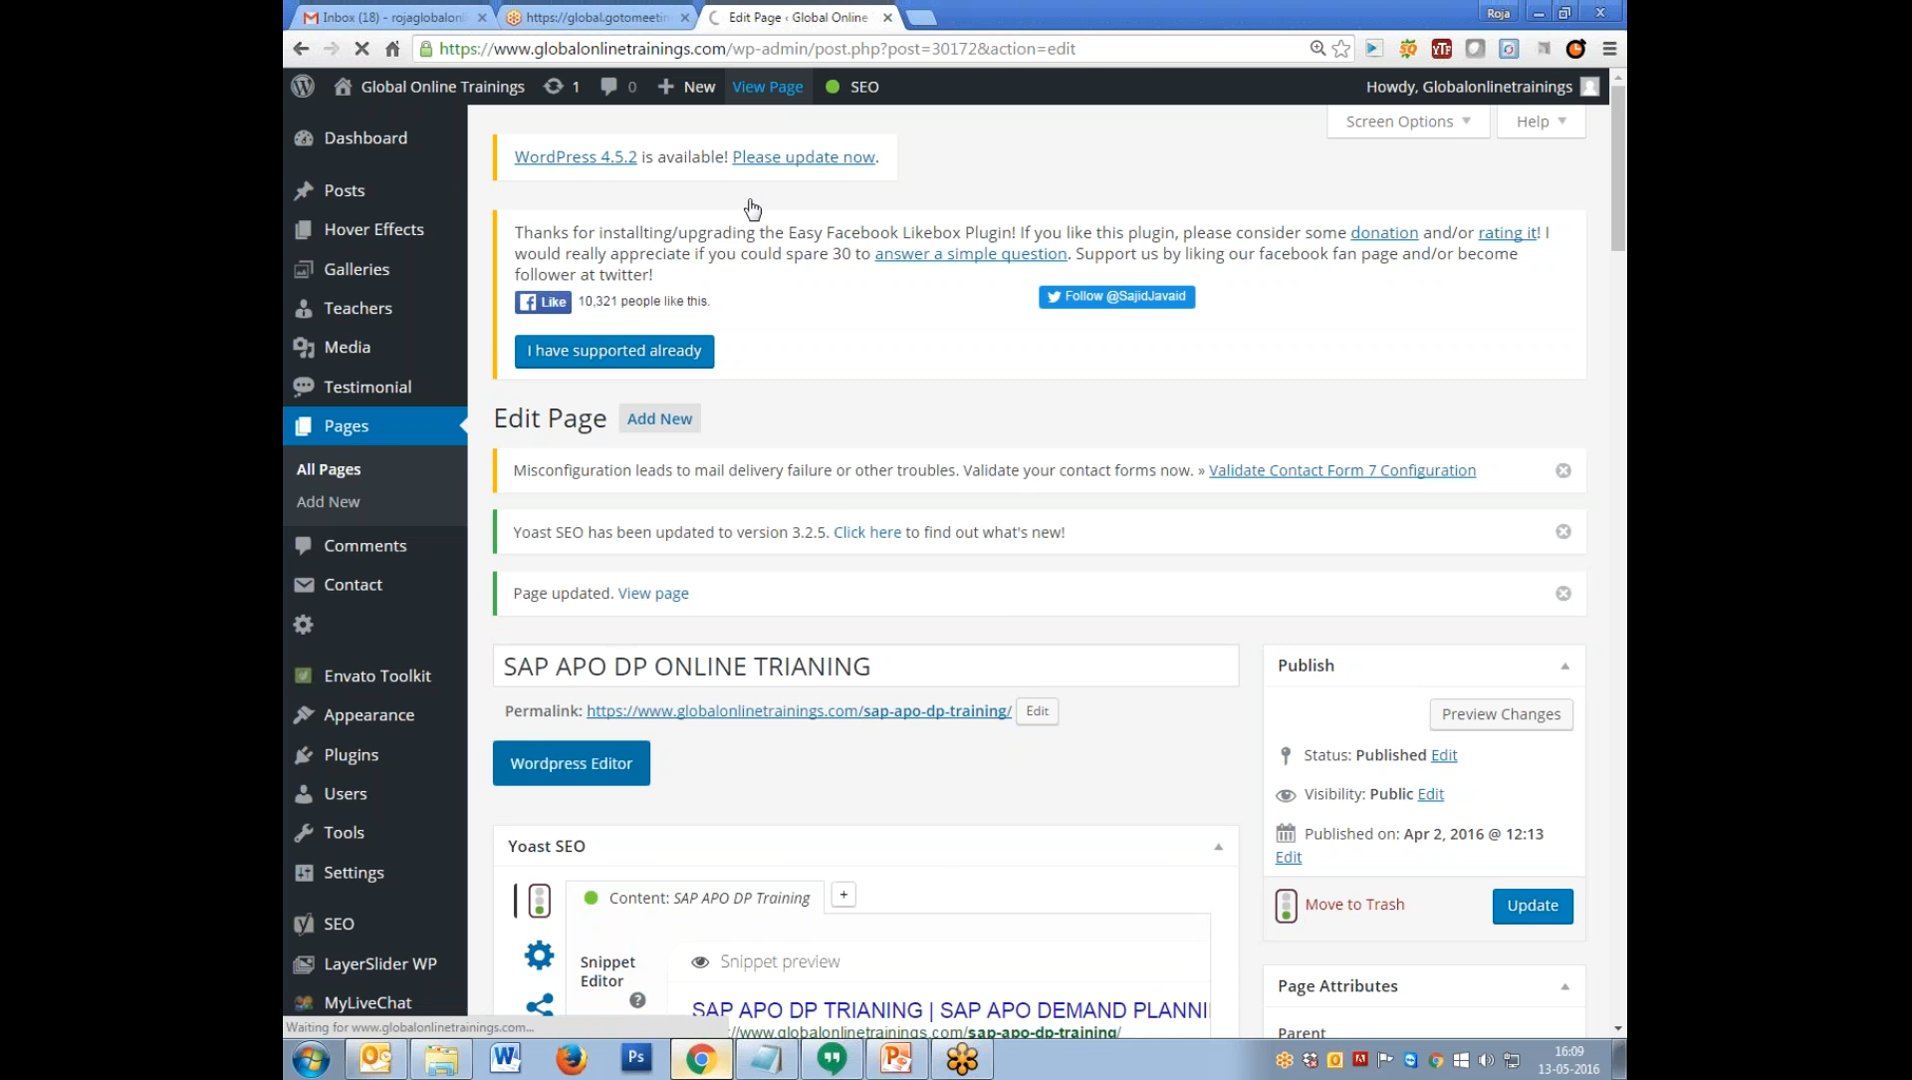 Inbox (18) - rojaglobalonl
https://global.gotomeetin
Edit Page ‹ Global Online
Roja
https://www.globalonlinetrainings.com/wp-admin/post.php?post=30172&action=edit
Global Online Trainings
1
0
New
View Page
SEO
Howdy, Globalonlinetrainings
Screen Options
Help
Dashboard
Posts
Hover Effects
Galleries
Teachers
Media
Testimonial
Pages
All Pages
Add New
Comments
Contact
Envato Toolkit
Appearance
Plugins
Users
Tools
Settings
SEO
LayerSlider WP
MyLiveChat
WordPress 4.5.2 is available! Please update now.
Thanks for installting/upgrading the Easy Facebook Likebox Plugin! If you like this plugin, please consider some donation and/or rating it! I
would really appreciate if you could spare 30 to answer a simple question. Support us by liking our facebook fan page and/or become
follower at twitter!
Like
10,321 people like this.
Follow @SajidJavaid
I have supported already
Edit Page
Add New
Misconfiguration leads to mail delivery failure or other troubles. Validate your contact forms now. » Validate Contact Form 7 Configuration
Yoast SEO has been updated to version 3.2.5. Click here to find out what's new!
Page updated. View page
SAP APO DP ONLINE TRIANING
Permalink: https://www.globalonlinetrainings.com/sap-apo-dp-training/
Edit
Wordpress Editor
Yoast SEO
Content: SAP APO DP Training
+
Snippet
Editor
?
Snippet preview
SAP APO DP TRIANING | SAP APO DEMAND PLANNI
://www.globalonlinetrainings.com/sap-apo-dp-training/
Publish
Preview Changes
Status: Published Edit
Visibility: Public Edit
Published on: Apr 2, 2016 @ 12:13
Edit
Move to Trash
Update
Page Attributes
Parent
Waiting for www.globalonlinetrainings.com...
16:09
13-05-2016